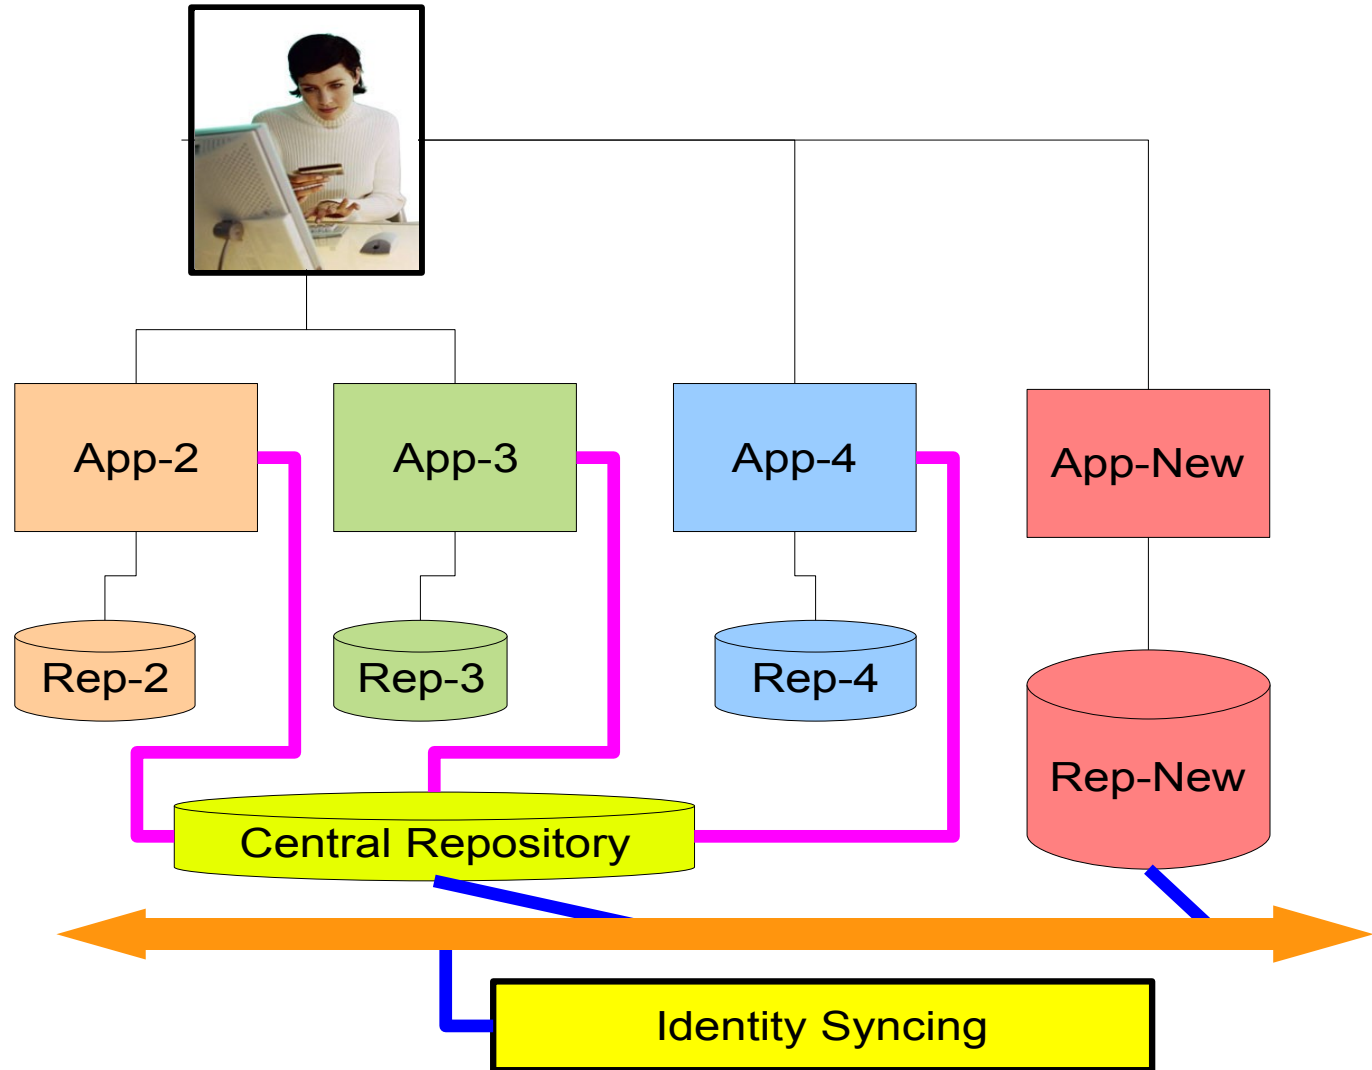 App-2
App-3
App-4
App-New
Rep-2
Rep-3
Rep-4
Rep-New
Central Repository
Identity Syncing